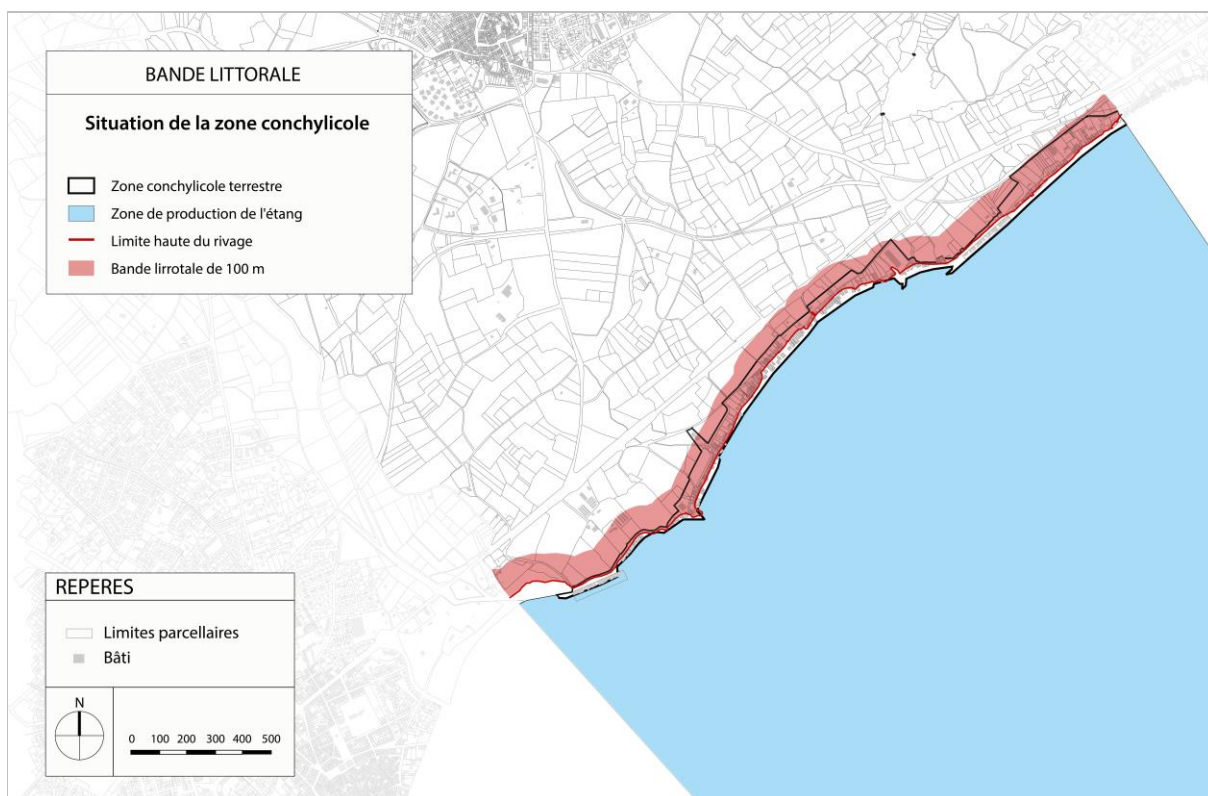 BANDE LITTORALE
Situation de la zone conchylicole
Zone conchylicole terrestre
Zone de production de l'étang
Limite haute du rivage
Bande lirrotale de 100 m
REPERES
Limites parcellaires
Bâti
N
0 100 200 300 400 500